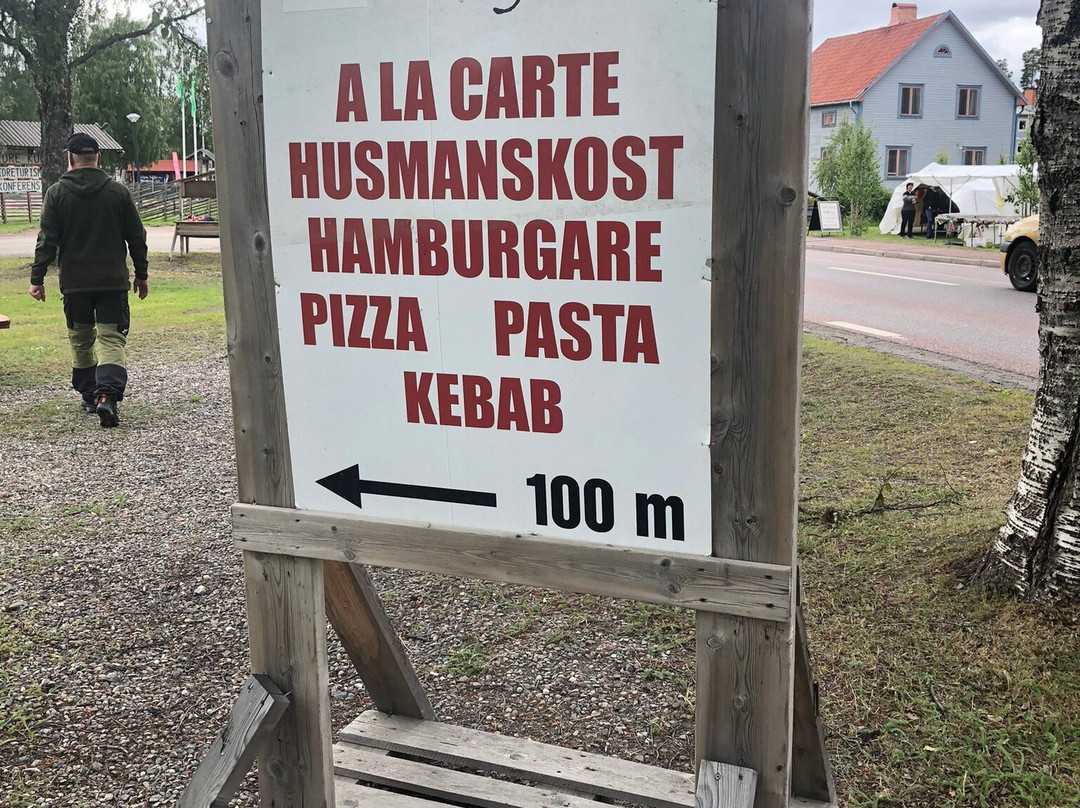 A LA CARTE
HUSMANSKOST
HAMBURGARE
PIZZA PASTA
KEBAB
100 m
KONFERENS